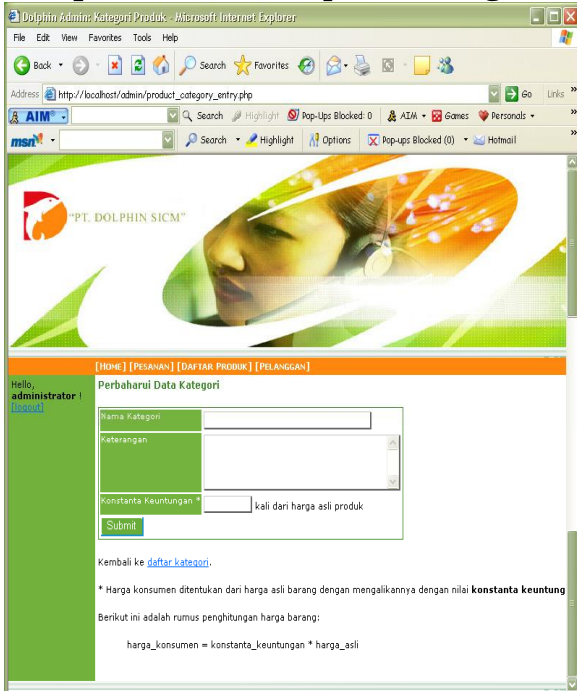 Dolphin Admin: Kategori Produk - Microsoft Internet Explorer
File Edit View Favorites Tools Help
Back Search Favorites
Address http://localhost/admin/product_category_entry.php Go Links »
AIM® Search Highlight Pop-Ups Blocked: 0 AIM Games Personals »
msn Search Highlight Options Pop-ups Blocked (0) Hotmail »
"PT. DOLPHIN SICM"
[HOME] [PESANAN] [DAFTAR PRODUK] [PELANGGAN]
Hello,
administrator !
[logout]
Perbaharui Data Kategori
Nama Kategori
Keterangan
Konstanta Keuntungan * kali dari harga asli produk
Submit
Kembali ke daftar kategori.
* Harga konsumen ditentukan dari harga asli barang dengan mengalikannya dengan nilai konstanta keuntung
Berikut ini adalah rumus penghitungan harga barang:
harga_konsumen = konstanta_keuntungan * harga_asli